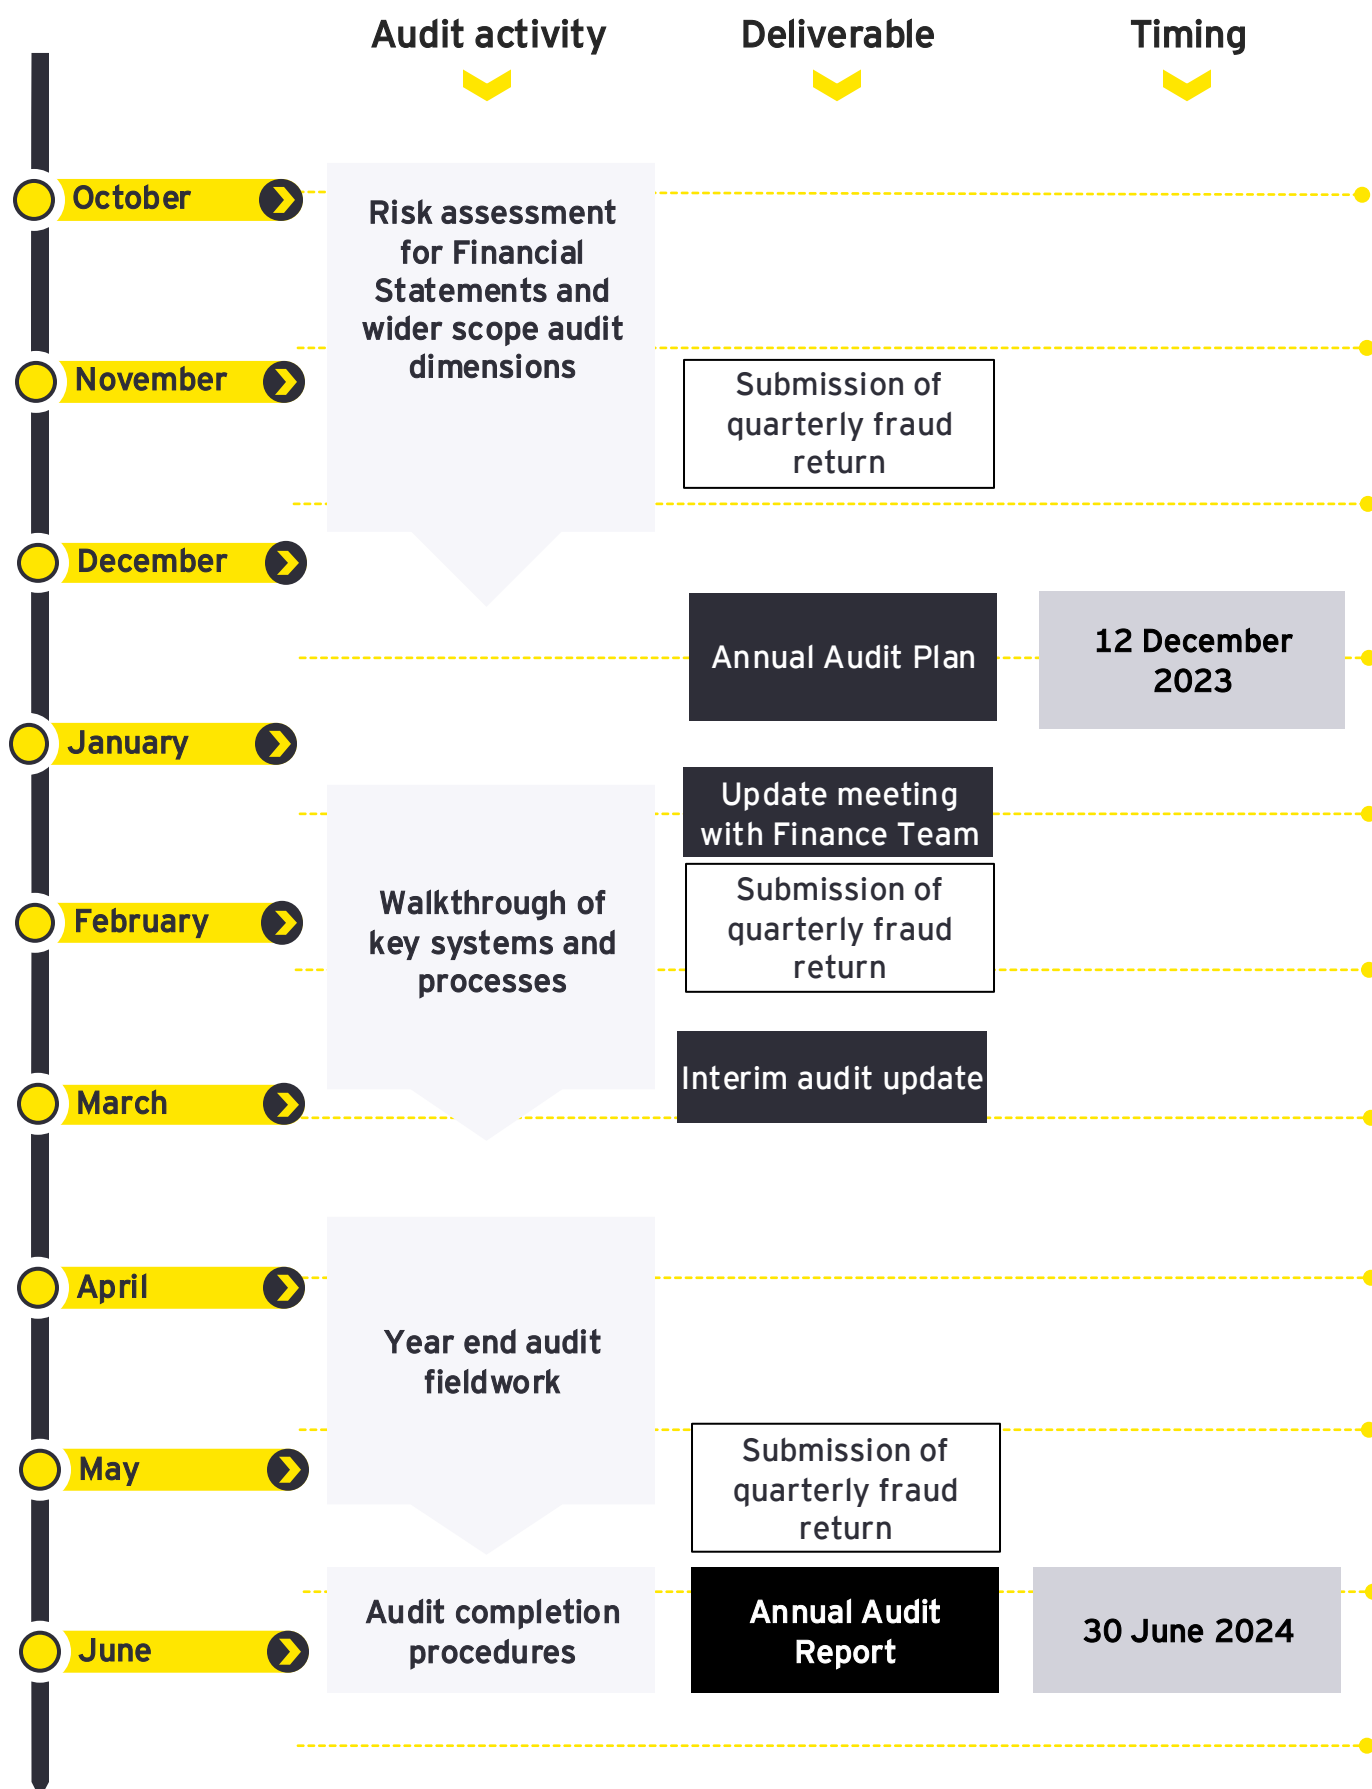 Audit activity
Deliverable
Timing
October
Risk assessment
for Financial
Statements and
wider scope audit
dimensions
November
Submission of
quarterly fraud
return
December
Annual Audit Plan
12 December
2023
January
Update meeting
with Finance Team
Walkthrough of
key systems and
processes
February
Submission of
quarterly fraud
return
Interim audit update
March
April
Year end audit
fieldwork
May
Submission of
quarterly fraud
return
June
Audit completion
procedures
Annual Audit
Report
30 June 2024